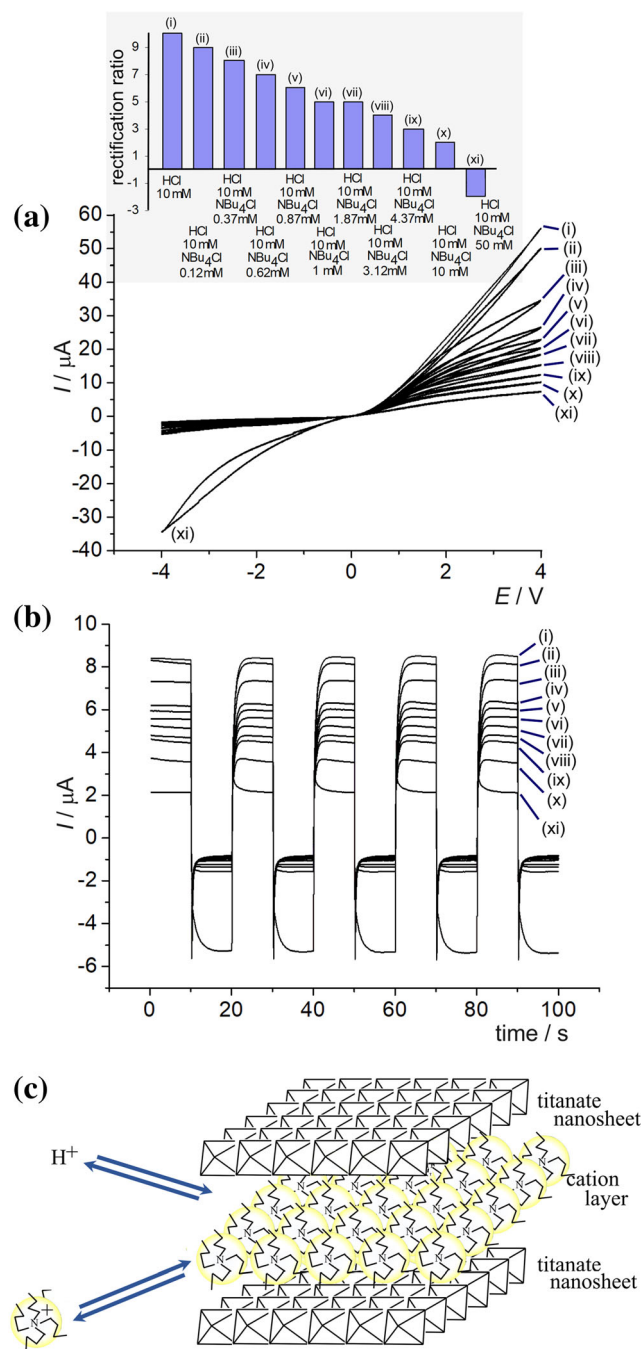 (i)
(ii)
(iii)
(iv)
(v)
(vi)
(vii)
(viii)
(ix)
(x)
(xi)
rectification ratio
9
7
5
3
1
-1
-3
HCl
10 mM
HCl
10 mM
NBu4Cl
0.12mM
HCl
10 mM
NBu4Cl
0.37mM
HCl
10 mM
NBu4Cl
0.62mM
HCl
10 mM
NBu4Cl
0.87mM
HCl
10 mM
NBu4Cl
1 mM
HCl
10 mM
NBu4Cl
1.87mM
HCl
10 mM
NBu4Cl
3.12mM
HCl
10 mM
NBu4Cl
4.37mM
HCl
10 mM
NBu4Cl
10 mM
HCl
10 mM
NBu4Cl
50 mM
(a)
60
50
40
30
20
10
0
-10
-20
-30
-40
I / μA
(i)
(ii)
(iii)
(iv)
(v)
(vi)
(vii)
(viii)
(ix)
(x)
(xi)
(xi)
-4
-2
0
2
4
E / V
(b)
10
8
6
4
2
0
-2
-4
-6
I / μA
(i)
(ii)
(iii)
(iv)
(v)
(vi)
(vii)
(viii)
(ix)
(x)
(xi)
0
20
40
60
80
100
time / s
(c)
titanate
nanosheet
H+
cation
layer
titanate
nanosheet
N+